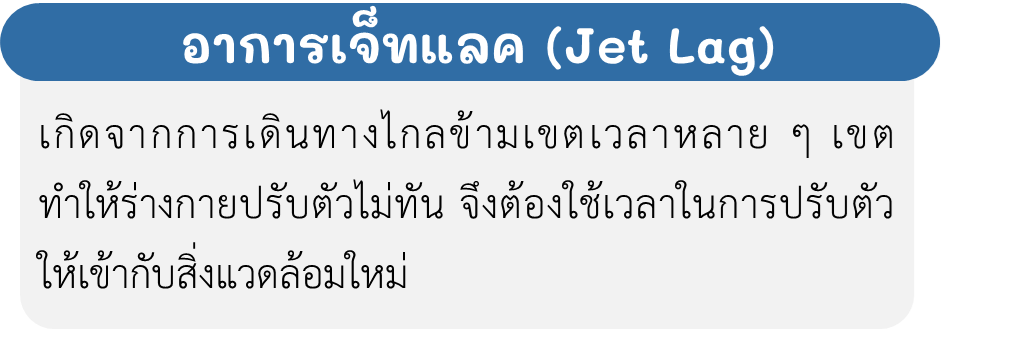 อาการเจ็ทแลค (Jet Lag)
เกิดจากการเดินทางไกลข้ามเขตเวลาหลาย ๆ เขต
ทำให้ร่างกายปรับตัวไม่ทัน จึงต้องใช้เวลาในการปรับตัว
ให้เข้ากับสิ่งแวดล้อมใหม่